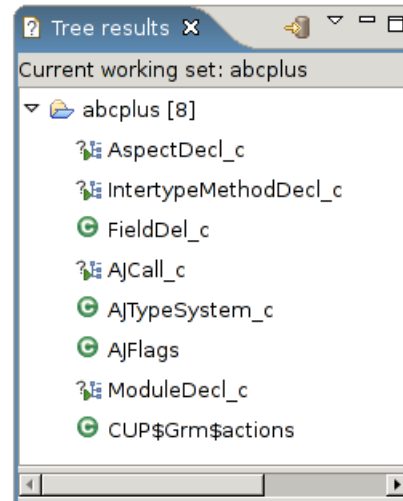 Tree results
Current working set: abcplus
abcplus [8]
AspectDecl_c
IntertypeMethodDecl_c
FieldDel_c
AJCall_c
AJTypeSystem_c
AJFlags
ModuleDecl_c
CUP$Grm$actions